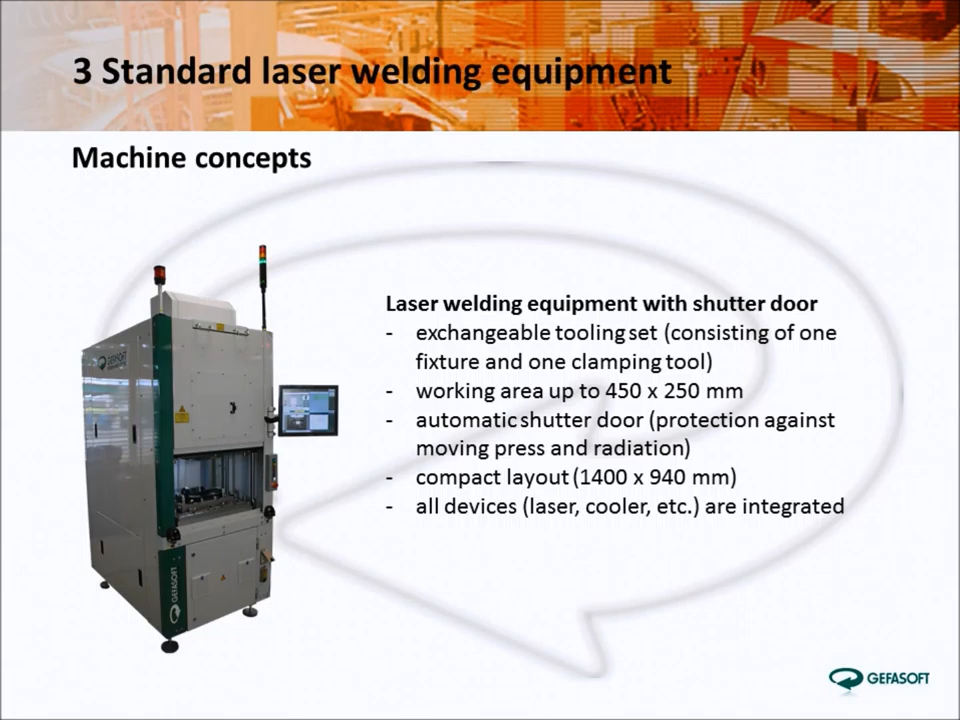 3 Standard laser welding equipment
Machine concepts
Laser welding equipment with shutter door
- exchangeable tooling set (consisting of one
fixture and one clamping tool)
- working area up to 450 x 250 mm
- automatic shutter door (protection against
moving press and radiation)
- compact layout (1400 x 940 mm)
- all devices (laser, cooler, etc.) are integrated
GEFASOFT
GEFASOFT
GEFASOFT